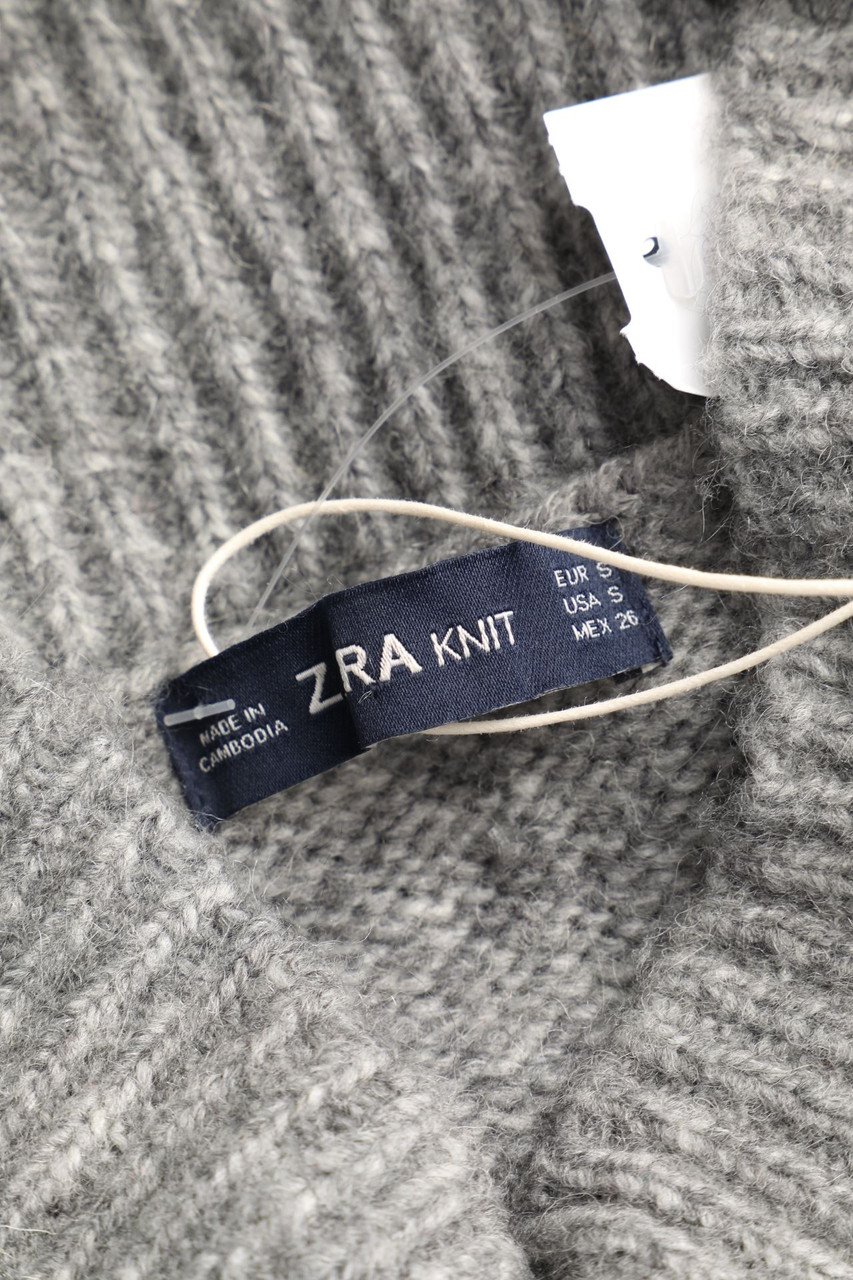 MADE IN
CAMBODIA
ZRA KNIT
EUR S
USA S
MEX 26